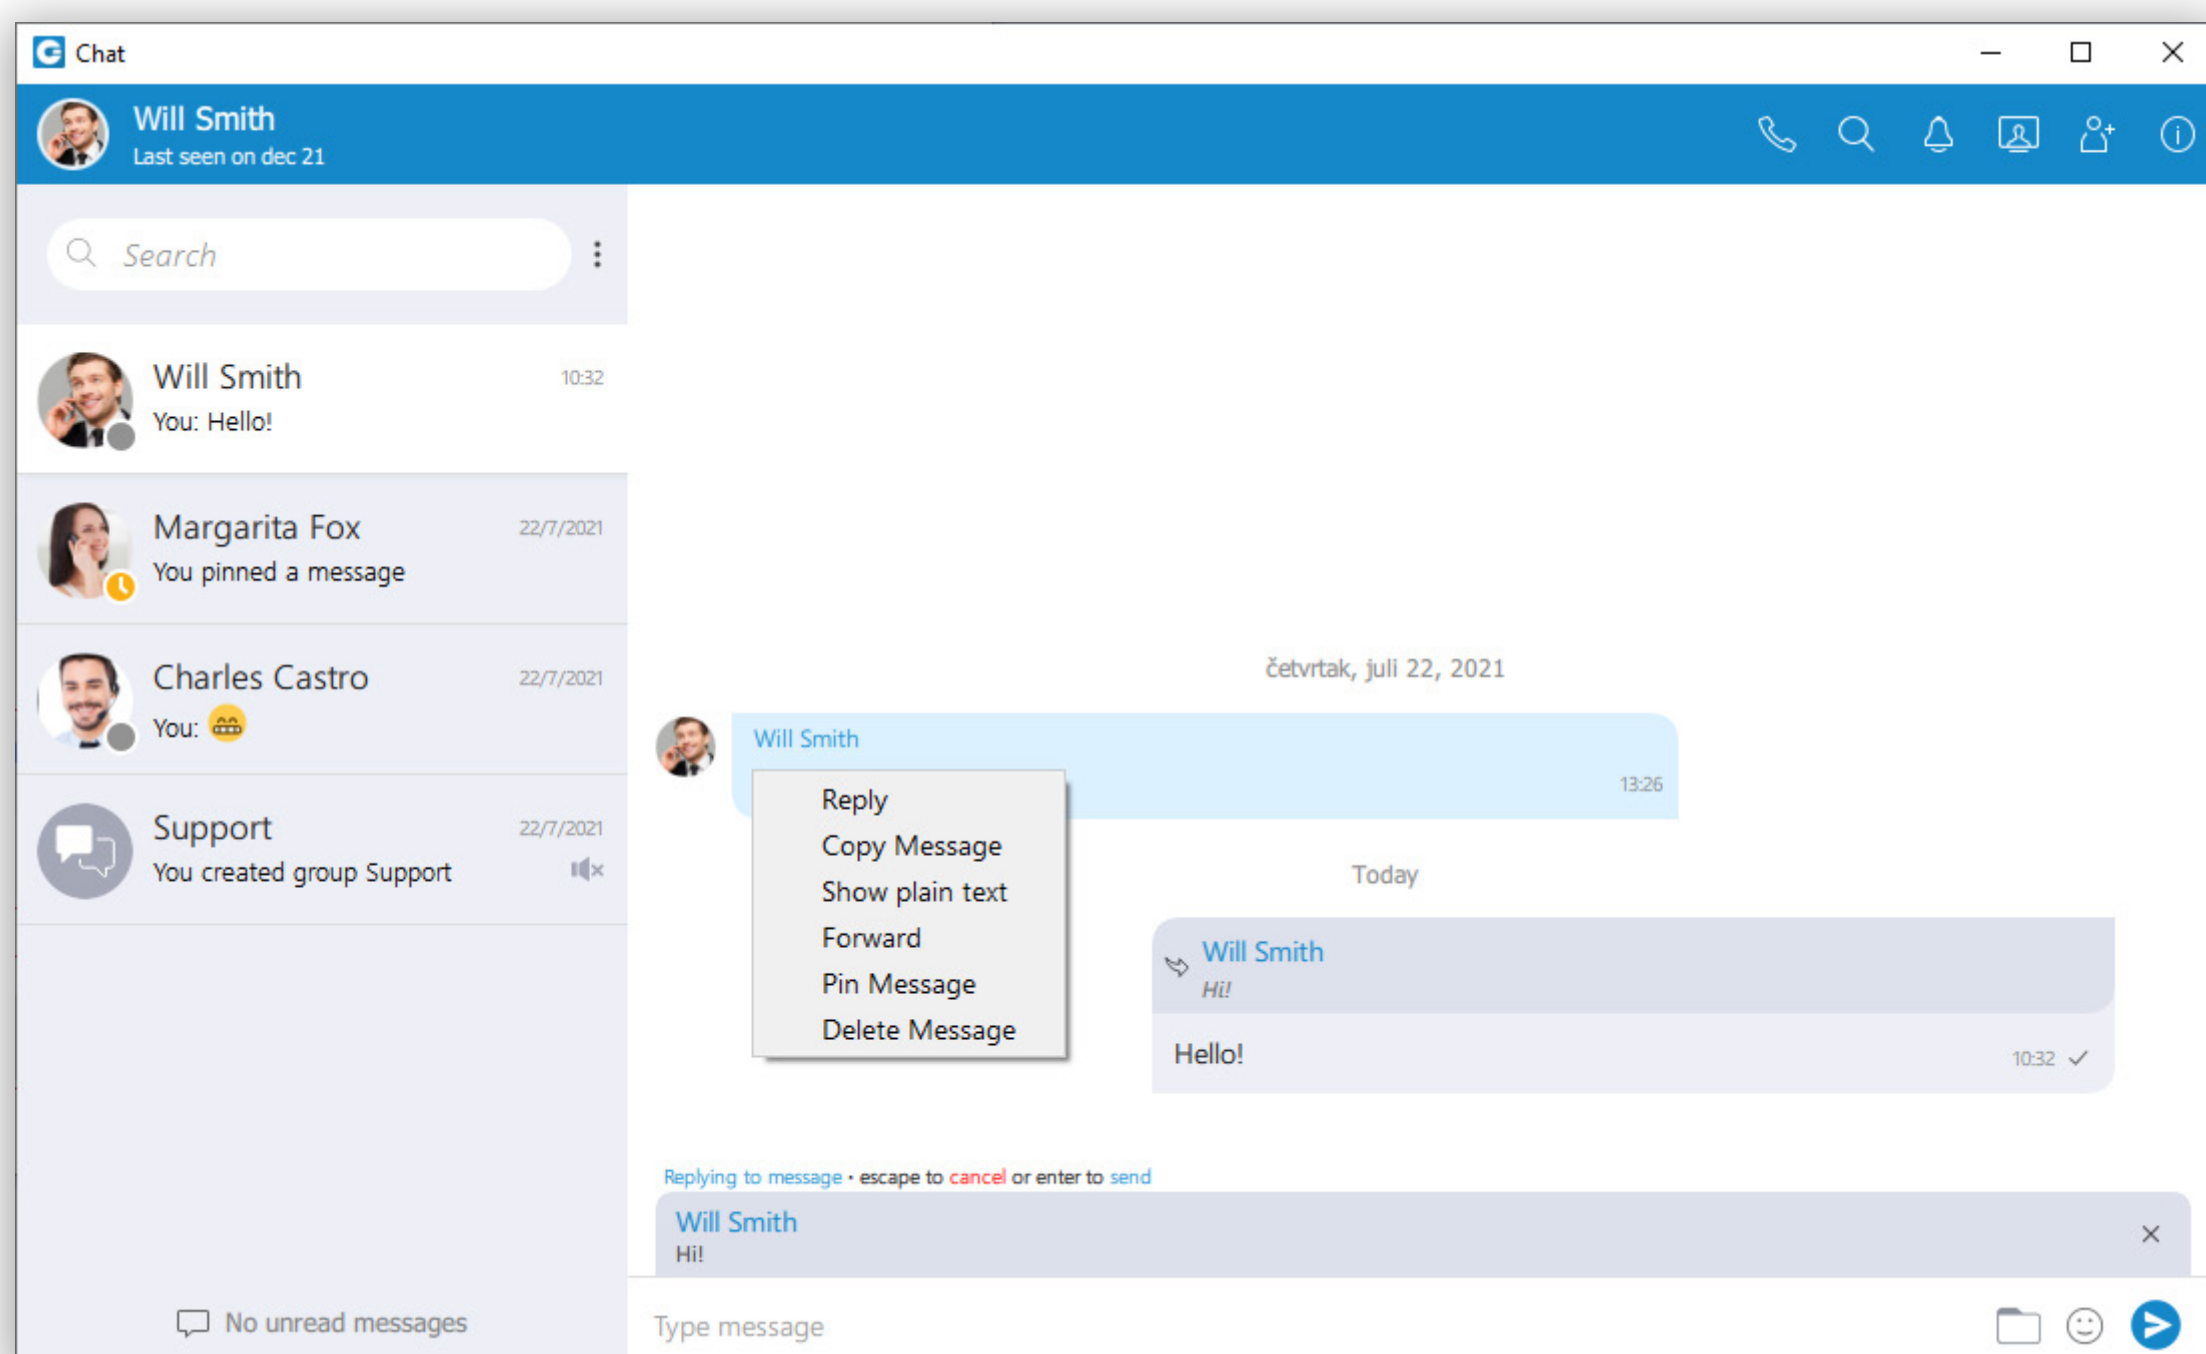 Chat
Will Smith
Last seen on dec 21
Search
Will Smith
10:32
You: Hello!
Margarita Fox
22/7/2021
You pinned a message
Charles Castro
22/7/2021
You:
Support
22/7/2021
You created group Support
No unread messages
četvrtak, juli 22, 2021
Will Smith
13:26
Reply
Copy Message
Show plain text
Forward
Pin Message
Delete Message
Today
Will Smith
Hi!
Hello!
10:32
Replying to message • escape to cancel or enter to send
Will Smith
Hi!
Type message